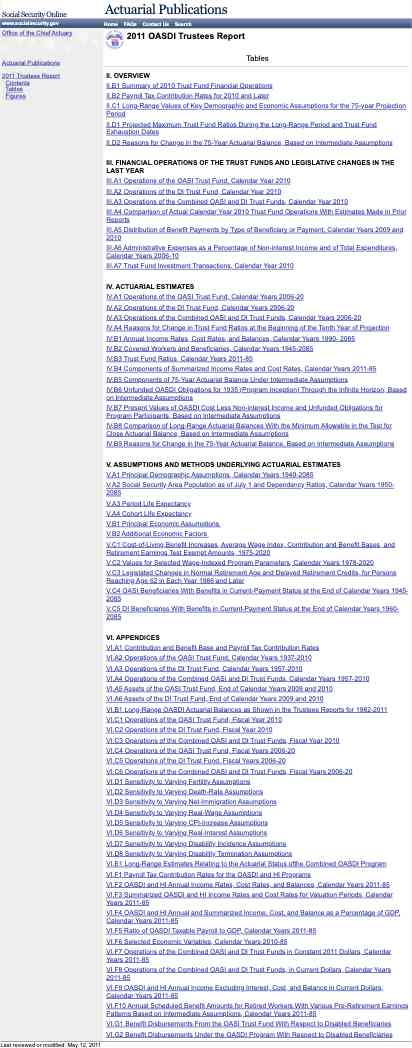 Social Security Online
www.socialsecurity.gov
Actuarial Publications
Home FAQs Contact Us Search
Office of the Chief Actuary
Actuarial Publications
2011 Trustees Report
Contents
Tables
Figures
2011 OASDI Trustees Report
Tables
II. OVERVIEW
II.B1 Summary of 2010 Trust Fund Financial Operations
II.B2 Payroll Tax Contribution Rates for 2010 and Later
II.C1 Long-Range Values of Key Demographic and Economic Assumptions for the 75-year Projection
Period
II.D1 Projected Maximum Trust Fund Ratios During the Long-Range Period and Trust Fund
Exhaustion Dates
II.D2 Reasons for Change in the 75-Year Actuarial Balance, Based on Intermediate Assumptions
III. FINANCIAL OPERATIONS OF THE TRUST FUNDS AND LEGISLATIVE CHANGES IN THE
LAST YEAR
III.A1 Operations of the OASI Trust Fund, Calendar Year 2010
III.A2 Operations of the DI Trust Fund, Calendar Year 2010
III.A3 Operations of the Combined OASI and DI Trust Funds, Calendar Year 2010
III.A4 Comparison of Actual Calendar Year 2010 Trust Fund Operations With Estimates Made in Prior
Reports
III.A5 Distribution of Benefit Payments by Type of Beneficiary or Payment, Calendar Years 2009 and
2010
III.A6 Administrative Expenses as a Percentage of Non-interest Income and of Total Expenditures,
Calendar Years 2006-10
III.A7 Trust Fund Investment Transactions, Calendar Year 2010
IV. ACTUARIAL ESTIMATES
IV.A1 Operations of the OASI Trust Fund, Calendar Years 2006-20
IV.A2 Operations of the DI Trust Fund, Calendar Years 2006-20
IV.A3 Operations of the Combined OASI and DI Trust Funds, Calendar Years 2006-20
IV.A4 Reasons for Change in Trust Fund Ratios at the Beginning of the Tenth Year of Projection
IV.B1 Annual Income Rates, Cost Rates, and Balances, Calendar Years 1990- 2085
IV.B2 Covered Workers and Beneficiaries, Calendar Years 1945-2085
IV.B3 Trust Fund Ratios, Calendar Years 2011-85
IV.B4 Components of Summarized Income Rates and Cost Rates, Calendar Years 2011-85
IV.B5 Components of 75-Year Actuarial Balance Under Intermediate Assumptions
IV.B6 Unfunded OASDI Obligations for 1935 (Program Inception) Through the Infinite Horizon, Based
on Intermediate Assumptions
IV.B7 Present Values of OASDI Cost Less Non-interest Income and Unfunded Obligations for
Program Participants, Based on Intermediate Assumptions
IV.B8 Comparison of Long-Range Actuarial Balances With the Minimum Allowable in the Test for
Close Actuarial Balance, Based on Intermediate Assumptions
IV.B9 Reasons for Change in the 75-Year Actuarial Balance, Based on Intermediate Assumptions
V. ASSUMPTIONS AND METHODS UNDERLYING ACTUARIAL ESTIMATES
V.A1 Principal Demographic Assumptions, Calendar Years 1940-2085
V.A2 Social Security Area Population as of July 1 and Dependency Ratios, Calendar Years 1950-
2085
V.A3 Period Life Expectancy
V.A4 Cohort Life Expectancy
V.B1 Principal Economic Assumptions
V.B2 Additional Economic Factors
V.C1 Cost-of-Living Benefit Increases, Average Wage Index, Contribution and Benefit Bases, and
Retirement Earnings Test Exempt Amounts, 1975-2020
V.C2 Values for Selected Wage-Indexed Program Parameters, Calendar Years 1978-2020
V.C3 Legislated Changes in Normal Retirement Age and Delayed Retirement Credits, for Persons
Reaching Age 62 in Each Year 1986 and Later
V.C4 OASI Beneficiaries With Benefits in Current-Payment Status at the End of Calendar Years 1945-
2085
V.C5 DI Beneficiaries With Benefits in Current-Payment Status at the End of Calendar Years 1960-
2085
VI. APPENDICES
VI.A1 Contribution and Benefit Base and Payroll Tax Contribution Rates
VI.A2 Operations of the OASI Trust Fund, Calendar Years 1937-2010
VI.A3 Operations of the DI Trust Fund, Calendar Years 1957-2010
VI.A4 Operations of the Combined OASI and DI Trust Funds, Calendar Years 1957-2010
VI.A5 Assets of the OASI Trust Fund, End of Calendar Years 2009 and 2010
VI.A6 Assets of the DI Trust Fund, End of Calendar Years 2009 and 2010
VI.B1 Long-Range OASDI Actuarial Balances as Shown in the Trustees Reports for 1982-2011
VI.C1 Operations of the OASI Trust Fund, Fiscal Year 2010
VI.C2 Operations of the DI Trust Fund, Fiscal Year 2010
VI.C3 Operations of the Combined OASI and DI Trust Funds, Fiscal Year 2010
VI.C4 Operations of the OASI Trust Fund, Fiscal Years 2006-20
VI.C5 Operations of the DI Trust Fund, Fiscal Years 2006-20
VI.C6 Operations of the Combined OASI and DI Trust Funds, Fiscal Years 2006-20
VI.D1 Sensitivity to Varying Fertility Assumptions
VI.D2 Sensitivity to Varying Death-Rate Assumptions
VI.D3 Sensitivity to Varying Net-Immigration Assumptions
VI.D4 Sensitivity to Varying Real-Wage Assumptions
VI.D5 Sensitivity to Varying CPI-Increase Assumptions
VI.D6 Sensitivity to Varying Real-Interest Assumptions
VI.D7 Sensitivity to Varying Disability Incidence Assumptions
VI.D8 Sensitivity to Varying Disability Termination Assumptions
VI.E1 Long-Range Estimates Relating to the Actuarial Status of the Combined OASDI Program
VI.F1 Payroll Tax Contribution Rates for the OASDI and HI Programs
VI.F2 OASDI and HI Annual Income Rates, Cost Rates, and Balances, Calendar Years 2011-85
VI.F3 Summarized OASDI and HI Income Rates and Cost Rates for Valuation Periods, Calendar
Years 2011-85
VI.F4 OASDI and HI Annual and Summarized Income, Cost, and Balance as a Percentage of GDP,
Calendar Years 2011-85
VI.F5 Ratio of OASDI Taxable Payroll to GDP, Calendar Years 2011-85
VI.F6 Selected Economic Variables, Calendar Years 2010-85
VI.F7 Operations of the Combined OASI and DI Trust Funds in Constant 2011 Dollars, Calendar
Years 2011-85
VI.F8 Operations of the Combined OASI and DI Trust Funds, in Current Dollars, Calendar Years
2011-85
VI.F9 OASDI and HI Annual Income Excluding Interest, Cost, and Balance in Current Dollars,
Calendar Years 2011-85
VI.F10 Annual Scheduled Benefit Amounts for Retired Workers With Various Pre-Retirement Earnings
Patterns Based on Intermediate Assumptions, Calendar Years 2011-85
VI.G1 Benefit Disbursements From the OASI Trust Fund With Respect to Disabled Beneficiaries
VI.G2 Benefit Disbursements Under the OASDI Program With Respect to Disabled Beneficiaries
Last reviewed or modified May 12, 2011